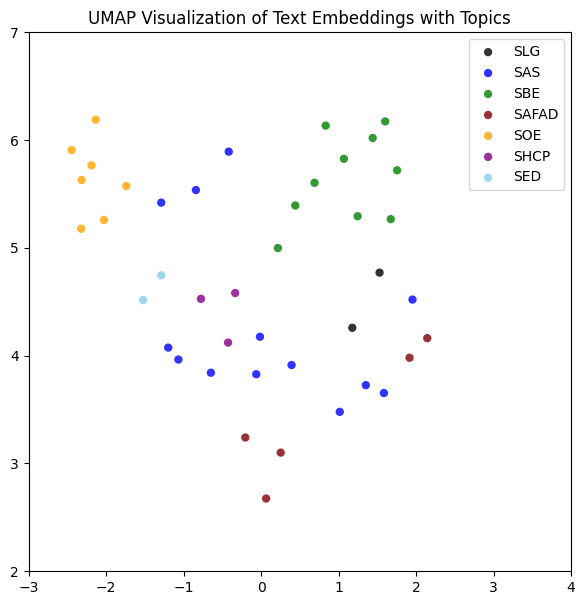 UMAP Visualization of Text Embeddings with Topics
7
6
5
4
3
2
−3
−2
−1
0
1
2
3
4
SLG
SAS
SBE
SAFAD
SOE
SHCP
SED